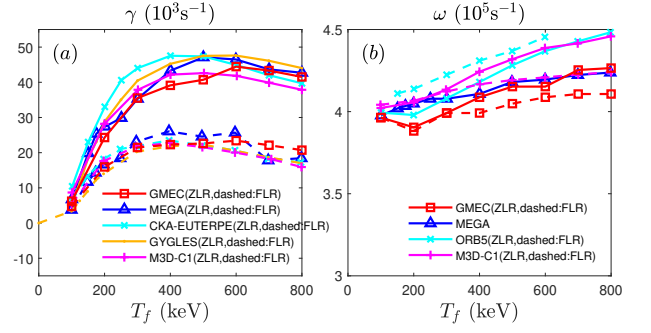 γ (10³s⁻¹)
(a)
50
40
30
20
10
0
-10
GMEC(ZLR,dashed:FLR)
MEGA(ZLR,dashed:FLR)
CKA-EUTERPE(ZLR,dashed:FLR)
GYGLES(ZLR,dashed:FLR)
M3D-C1(ZLR,dashed:FLR)
0 200 400 600 800
T_f (keV)
ω (10⁵s⁻¹)
(b)
4.5
4
3.5
3
GMEC(ZLR,dashed:FLR)
MEGA
ORB5(ZLR,dashed:FLR)
M3D-C1(ZLR,dashed:FLR)
0 200 400 600 800
T_f (keV)